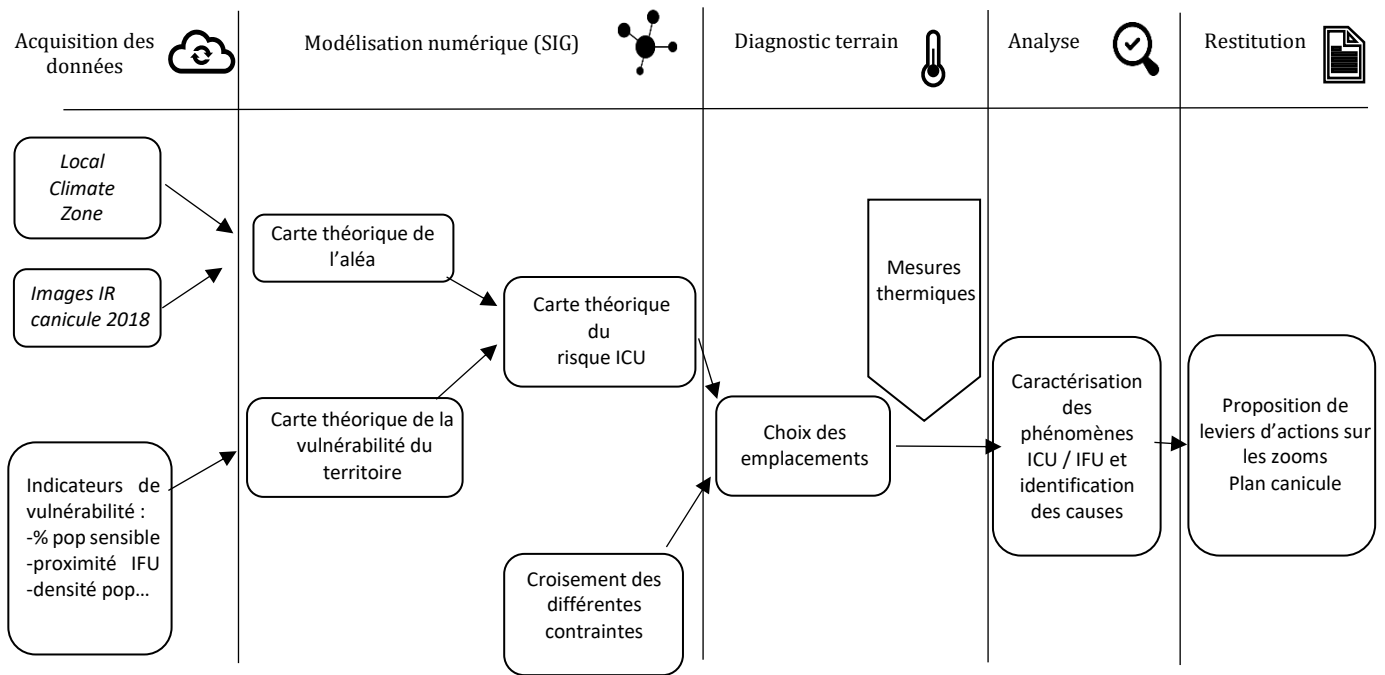 Acquisition des
données
Modélisation numérique (SIG)
Diagnostic terrain
Analyse
Restitution
Local
Climate
Zone
Images IR
canicule 2018
Indicateurs de
vulnérabilité :
-% pop sensible
-proximité IFU
-densité pop...
Carte théorique de
l'aléa
Carte théorique de la
vulnérabilité du
territoire
Carte théorique
du
risque ICU
Croisement des
différentes
contraintes
Choix des
emplacements
Mesures
thermiques
Caractérisation
des
phénomènes
ICU / IFU et
identification
des causes
Proposition de
leviers d'actions sur
les zooms
Plan canicule